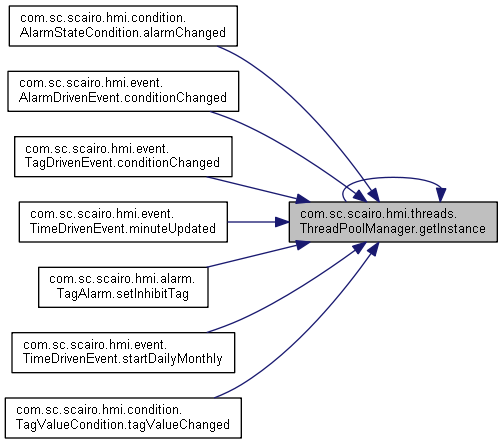 com.sc.scairo.hmi.condition.
AlarmStateCondition.alarmChanged
com.sc.scairo.hmi.event.
AlarmDrivenEvent.conditionChanged
com.sc.scairo.hmi.event.
TagDrivenEvent.conditionChanged
com.sc.scairo.hmi.event.
TimeDrivenEvent.minuteUpdated
com.sc.scairo.hmi.alarm.
TagAlarm.setInhibitTag
com.sc.scairo.hmi.event.
TimeDrivenEvent.startDailyMonthly
com.sc.scairo.hmi.condition.
TagValueCondition.tagValueChanged
com.sc.scairo.hmi.threads.
ThreadPoolManager.getInstance